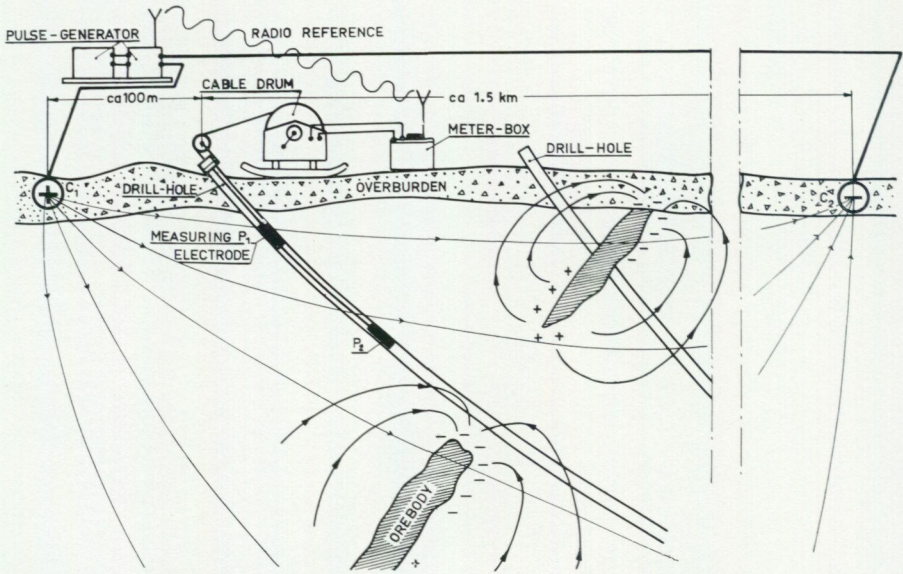 RADIO REFERENCE
PULSE-GENERATOR
CABLE DRUM
ca 100 m
ca 1.5 km
METER-BOX
DRILL-HOLE
C₁
+
DRILL-HOLE
OVERBURDEN
C₂
−
MEASURING P₁
ELECTRODE
P₂
OREBODY